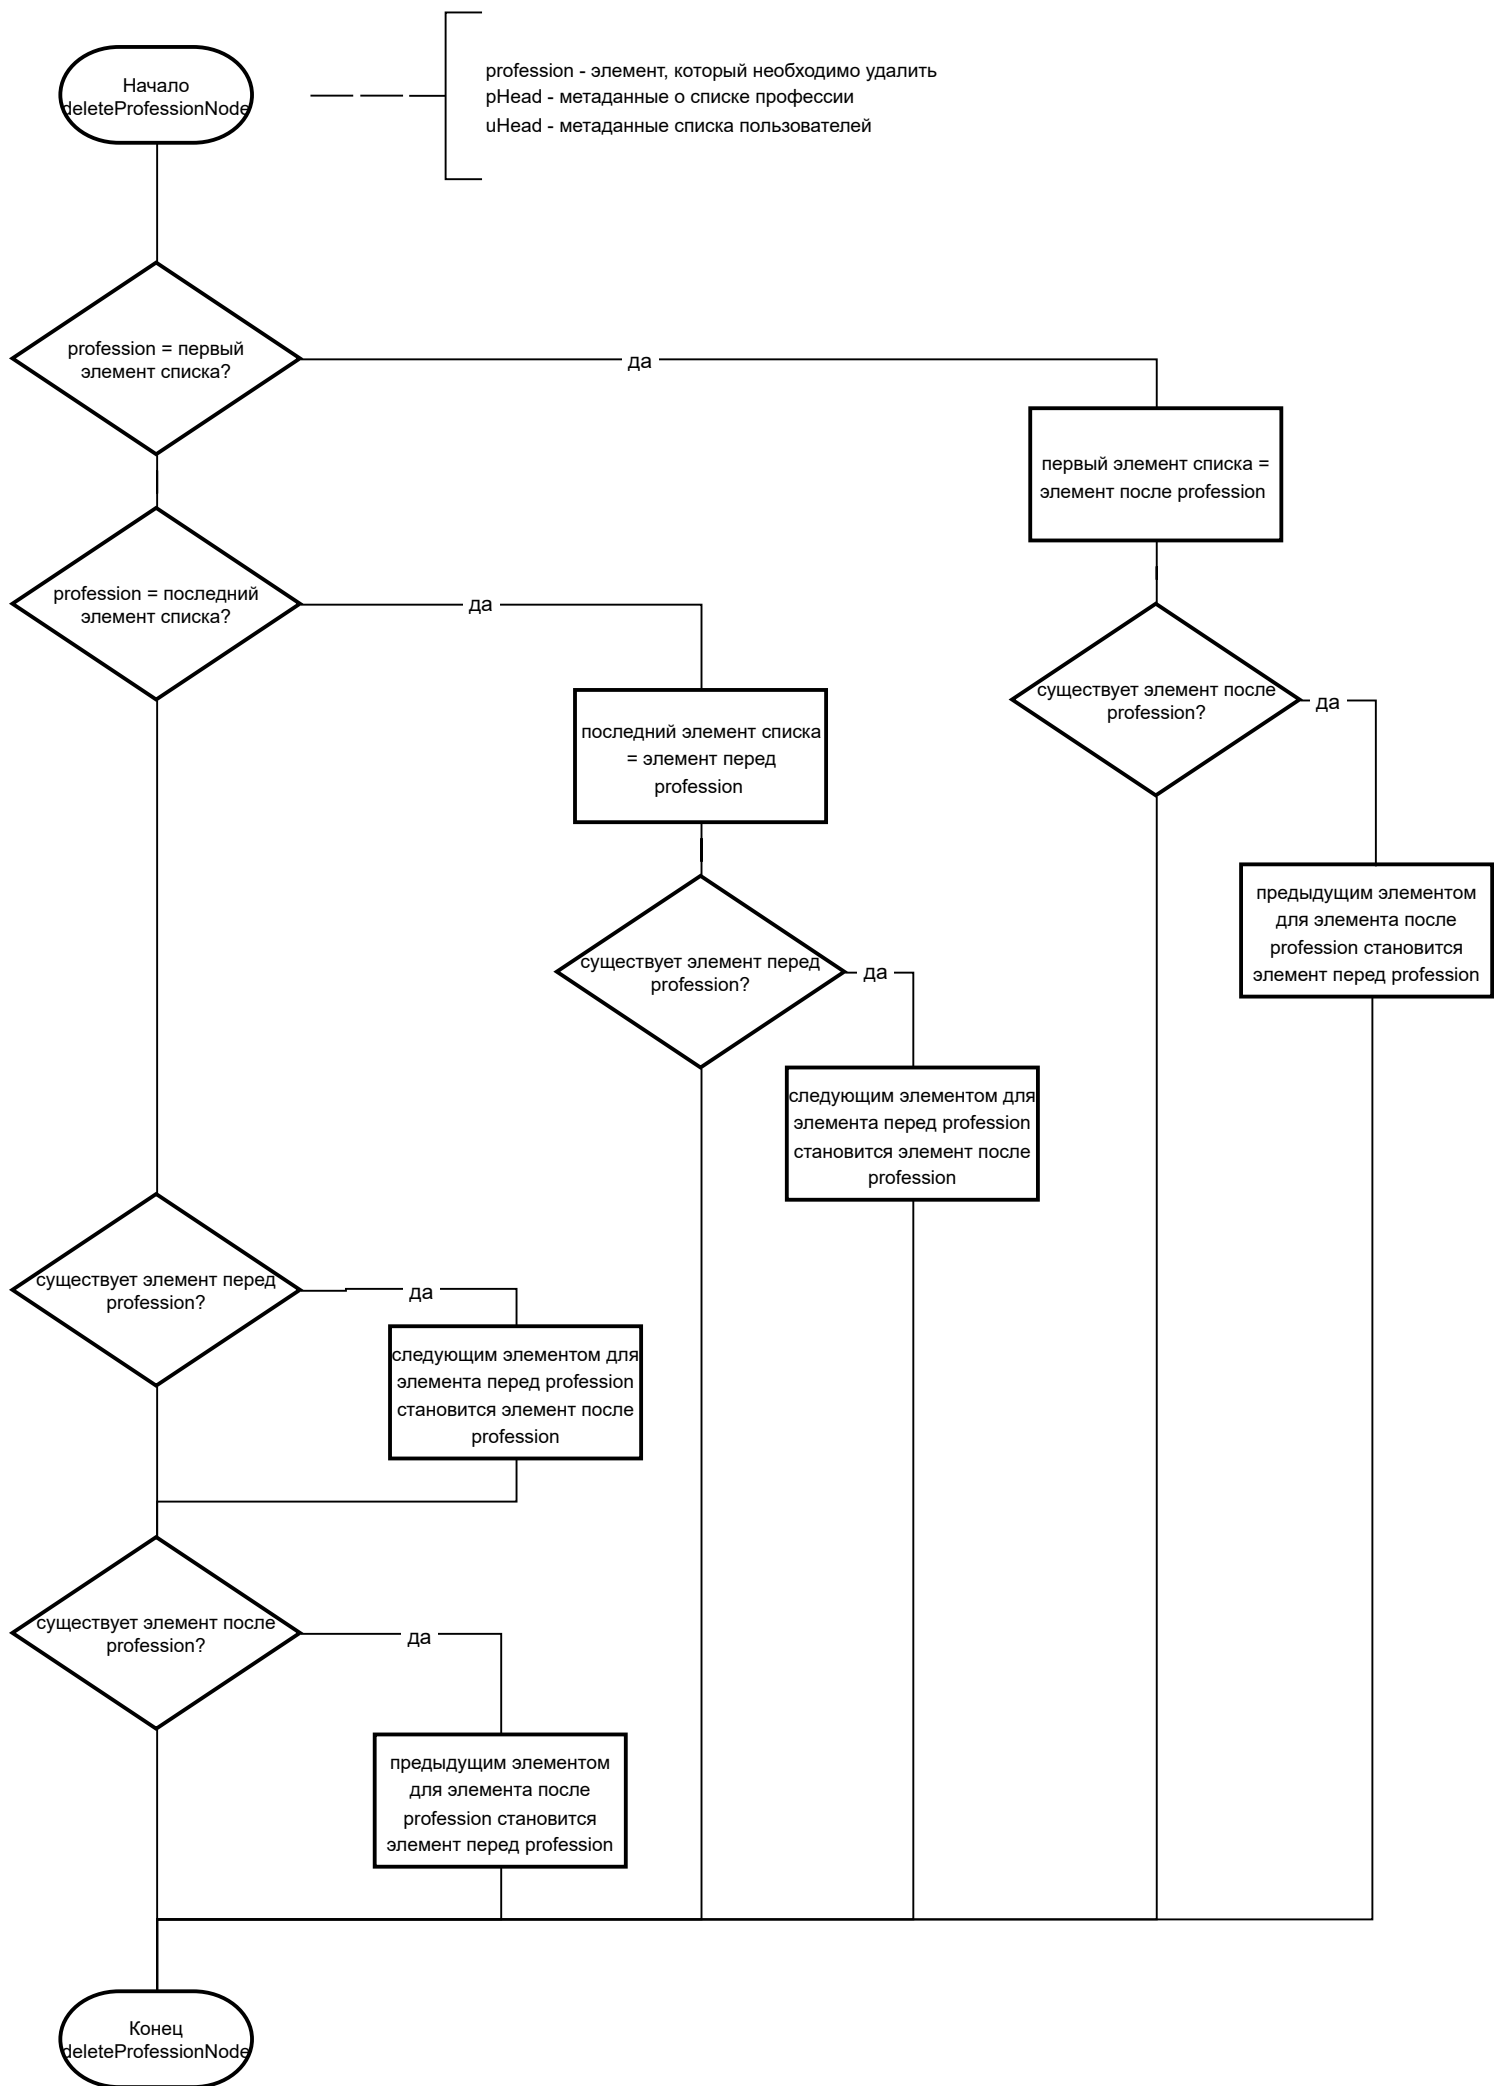 Начало
deleteProfessionNode
profession - элемент, который необходимо удалить
pHead - метаданные о списке профессии
uHead - метаданные списка пользователей
profession = первый
элемент списка?
да
первый элемент списка =
элемент после profession
profession = последний
элемент списка?
да
существует элемент после
profession?
да
последний элемент списка
= элемент перед
profession
предыдущим элементом
для элемента после
profession становится
элемент перед profession
существует элемент перед
profession?
да
следующим элементом для
элемента перед profession
становится элемент после
profession
существует элемент перед
profession?
да
следующим элементом для
элемента перед profession
становится элемент после
profession
существует элемент после
profession?
да
предыдущим элементом
для элемента после
profession становится
элемент перед profession
Конец
deleteProfessionNode